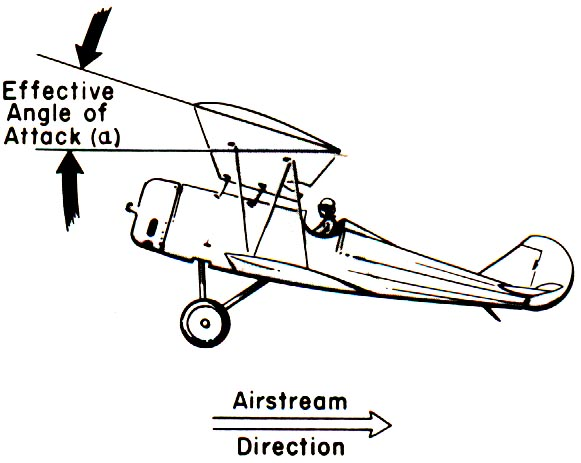 Effective
Angle of
Attack (a)
Airstream
Direction